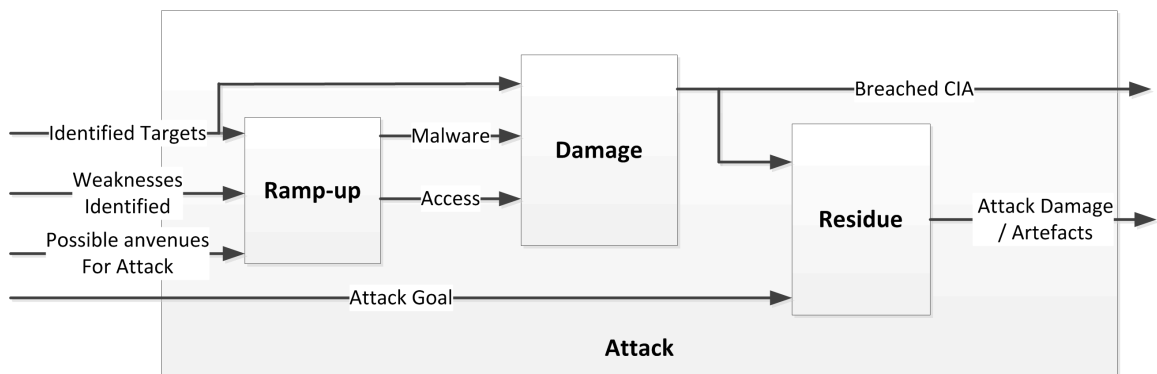 Identified Targets
Weaknesses
Identified
Possible anvenues
For Attack
Attack Goal
Ramp-up
Malware
Access
Damage
Breached CIA
Residue
Attack Damage
/ Artefacts
Attack